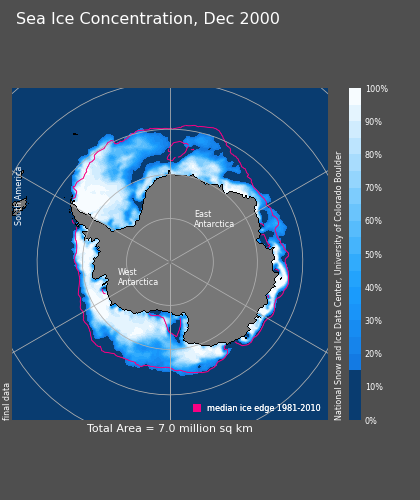 Sea Ice Concentration, Dec 2000
South America
East
Antarctica
West
Antarctica
median ice edge 1981-2010
final data
Total Area = 7.0 million sq km
National Snow and Ice Data Center, University of Colorado Boulder
100%
90%
80%
70%
60%
50%
40%
30%
20%
10%
0%